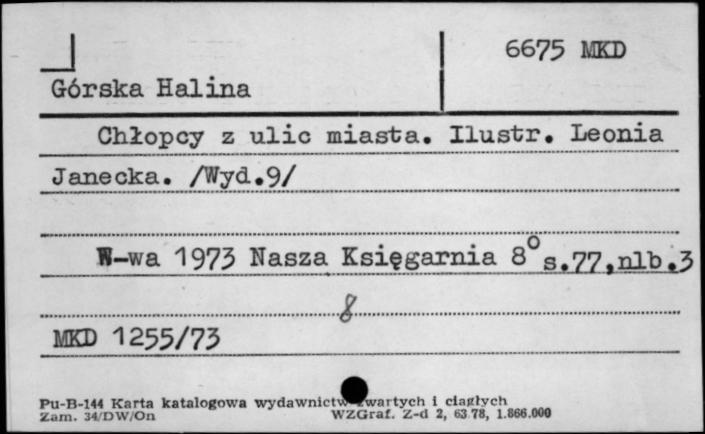 6675 MKD
Górska Halina
Chłopcy z ulic miasta. Ilustr. Leonia
Janecka. /Wyd.9/
W-wa 1973 Nasza Księgarnia 8° s.77,nlb.3
8
MKD 1255/73
Pu-B-144 Karta katalogowa wydawnictw zwartych i ciągłych
Zam. 34/DW/On WZGraf. Z-d 2, 63.78, 1.866.000